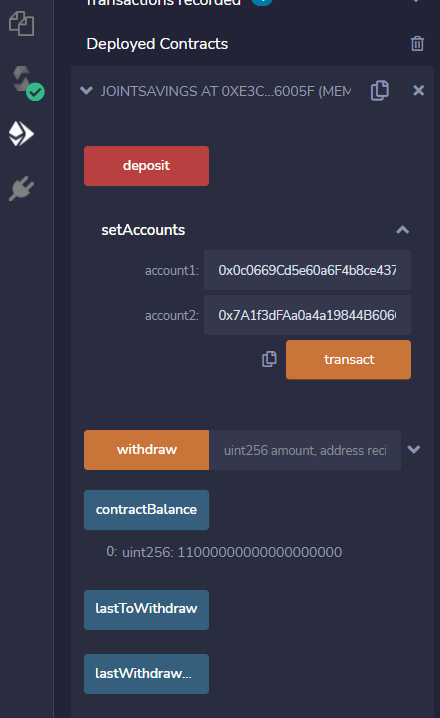 Transactions recorded
Deployed Contracts
JOINTSAVINGS AT 0XE3C...6005F (MEM
deposit
setAccounts
account1: 0x0c0669Cd5e60a6F4b8ce437
account2: 0x7A1f3dFAa0a4a19844B606
transact
withdraw uint256 amount, address reci
contractBalance
0: uint256: 11000000000000000000
lastToWithdraw
lastWithdraw...